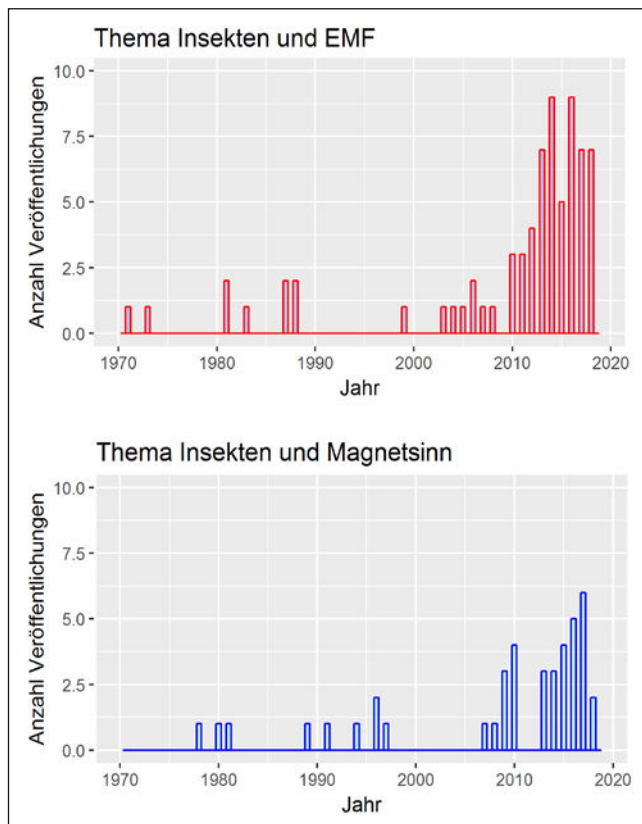 Thema Insekten und EMF
Anzahl Veröffentlichungen
10.0
7.5
5.0
2.5
0.0
1970 1980 1990 2000 2010 2020
Jahr
Thema Insekten und Magnetsinn
Anzahl Veröffentlichungen
10.0
7.5
5.0
2.5
0.0
1970 1980 1990 2000 2010 2020
Jahr